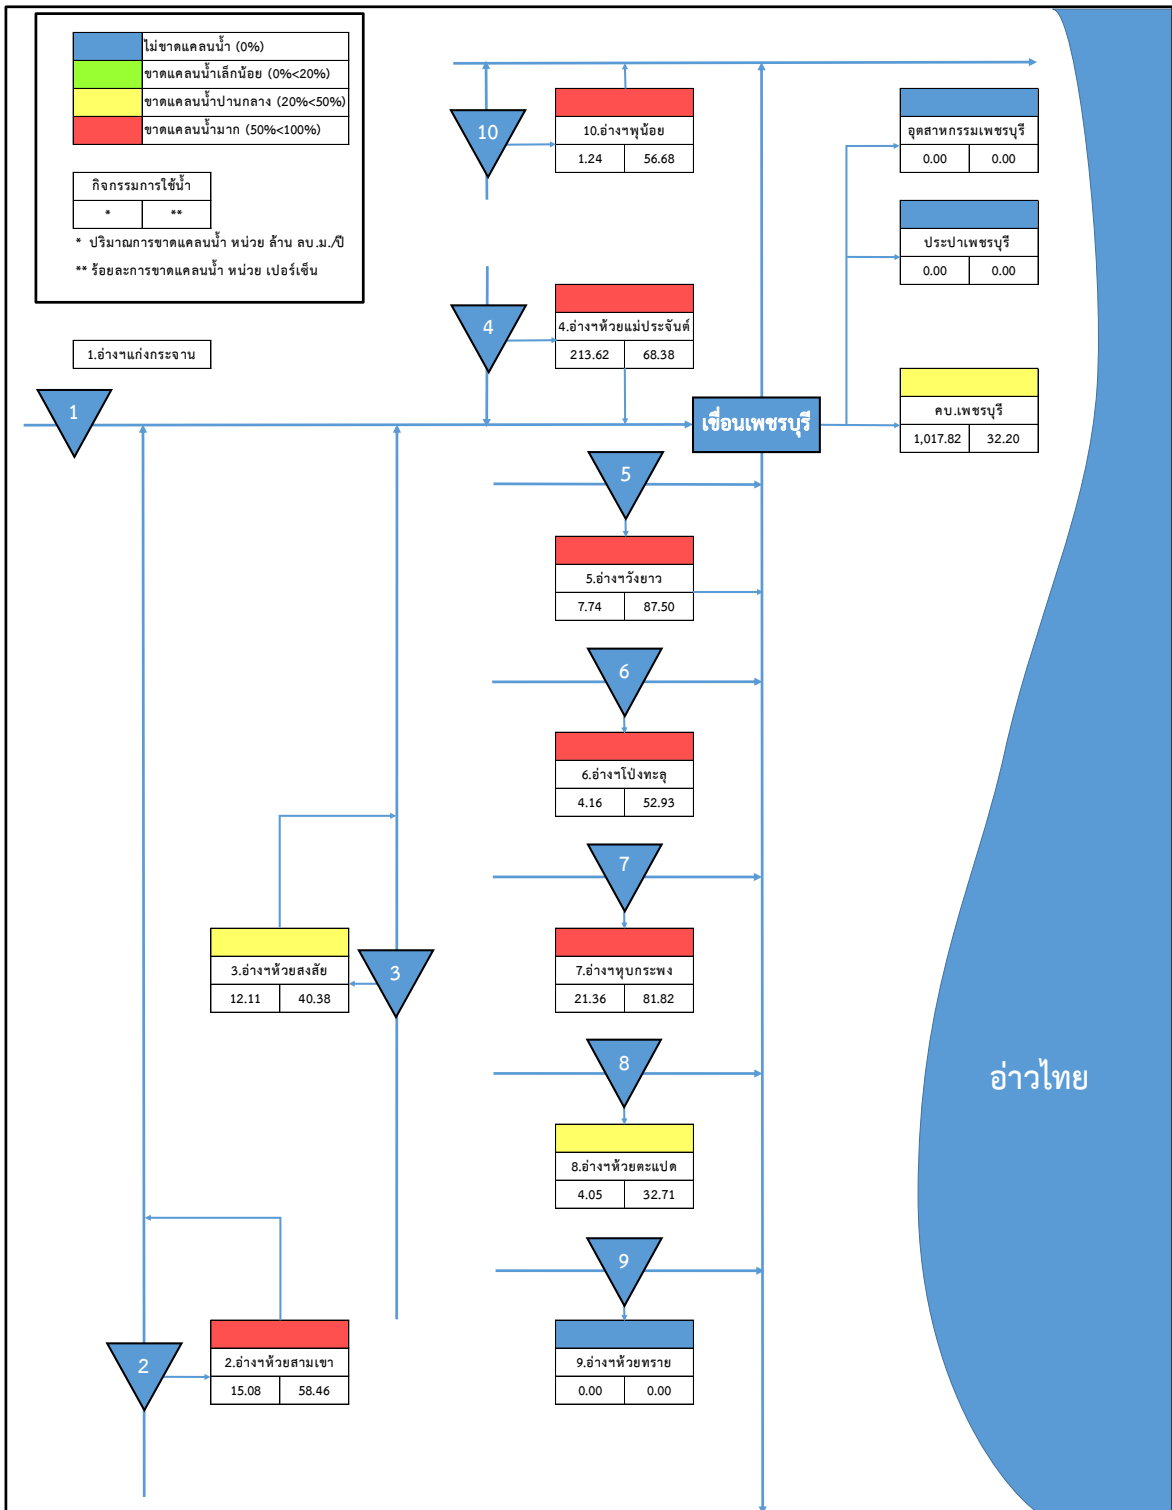 ไม่ขาดแคลนน้ำ (0%)
ขาดแคลนน้ำเล็กน้อย (0%<20%)
ขาดแคลนน้ำปานกลาง (20%<50%)
ขาดแคลนน้ำมาก (50%<100%)
กิจกรรมการใช้น้ำ
* **
* ปริมาณการขาดแคลนน้ำ หน่วย ล้าน ลบ.ม./ปี
** ร้อยละการขาดแคลนน้ำ หน่วย เปอร์เซ็น
10
10.อ่างฯพุน้อย
1.24 56.68
อุตสาหกรรมเพชรบุรี
0.00 0.00
ประปาเพชรบุรี
0.00 0.00
4
4.อ่างฯห้วยแม่ประจันต์
213.62 68.38
1.อ่างฯแก่งกระจาน
1
เขื่อนเพชรบุรี
คบ.เพชรบุรี
1,017.82 32.20
5
5.อ่างฯวังยาว
7.74 87.50
6
6.อ่างฯโป่งทะลุ
4.16 52.93
7
7.อ่างฯหุบกระพง
21.36 81.82
3.อ่างฯห้วยสงสัย
12.11 40.38
3
8
8.อ่างฯห้วยตะแปด
4.05 32.71
อ่าวไทย
9
9.อ่างฯห้วยทราย
0.00 0.00
2
2.อ่างฯห้วยสามเขา
15.08 58.46